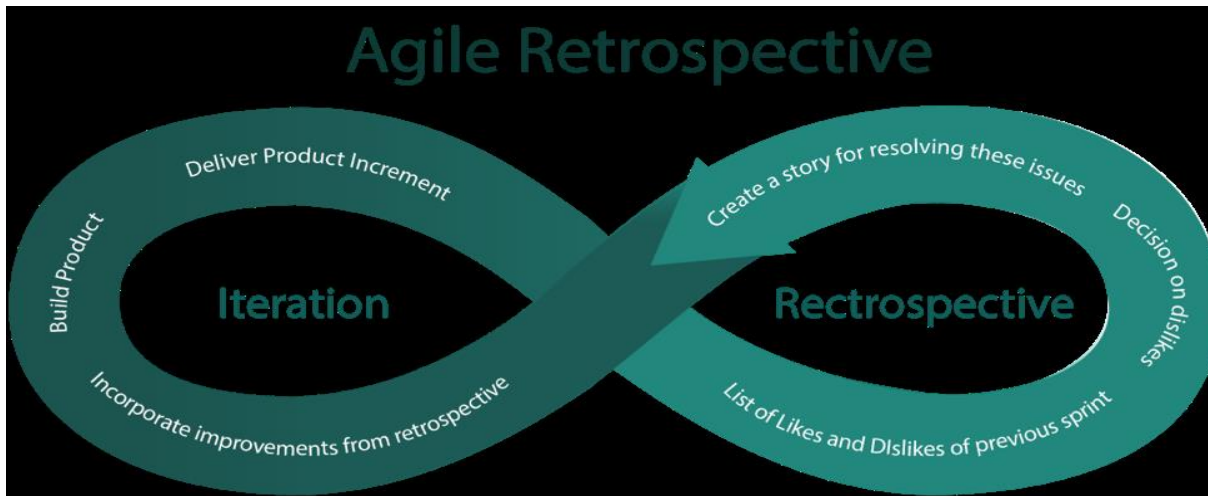 Agile Retrospective
Deliver Product Increment
Build Product
Incorporate improvements from retrospective
Iteration
Create a story for resolving these issues
Decision on dislikes
List of Likes and DIslikes of previous sprint
Rectrospective